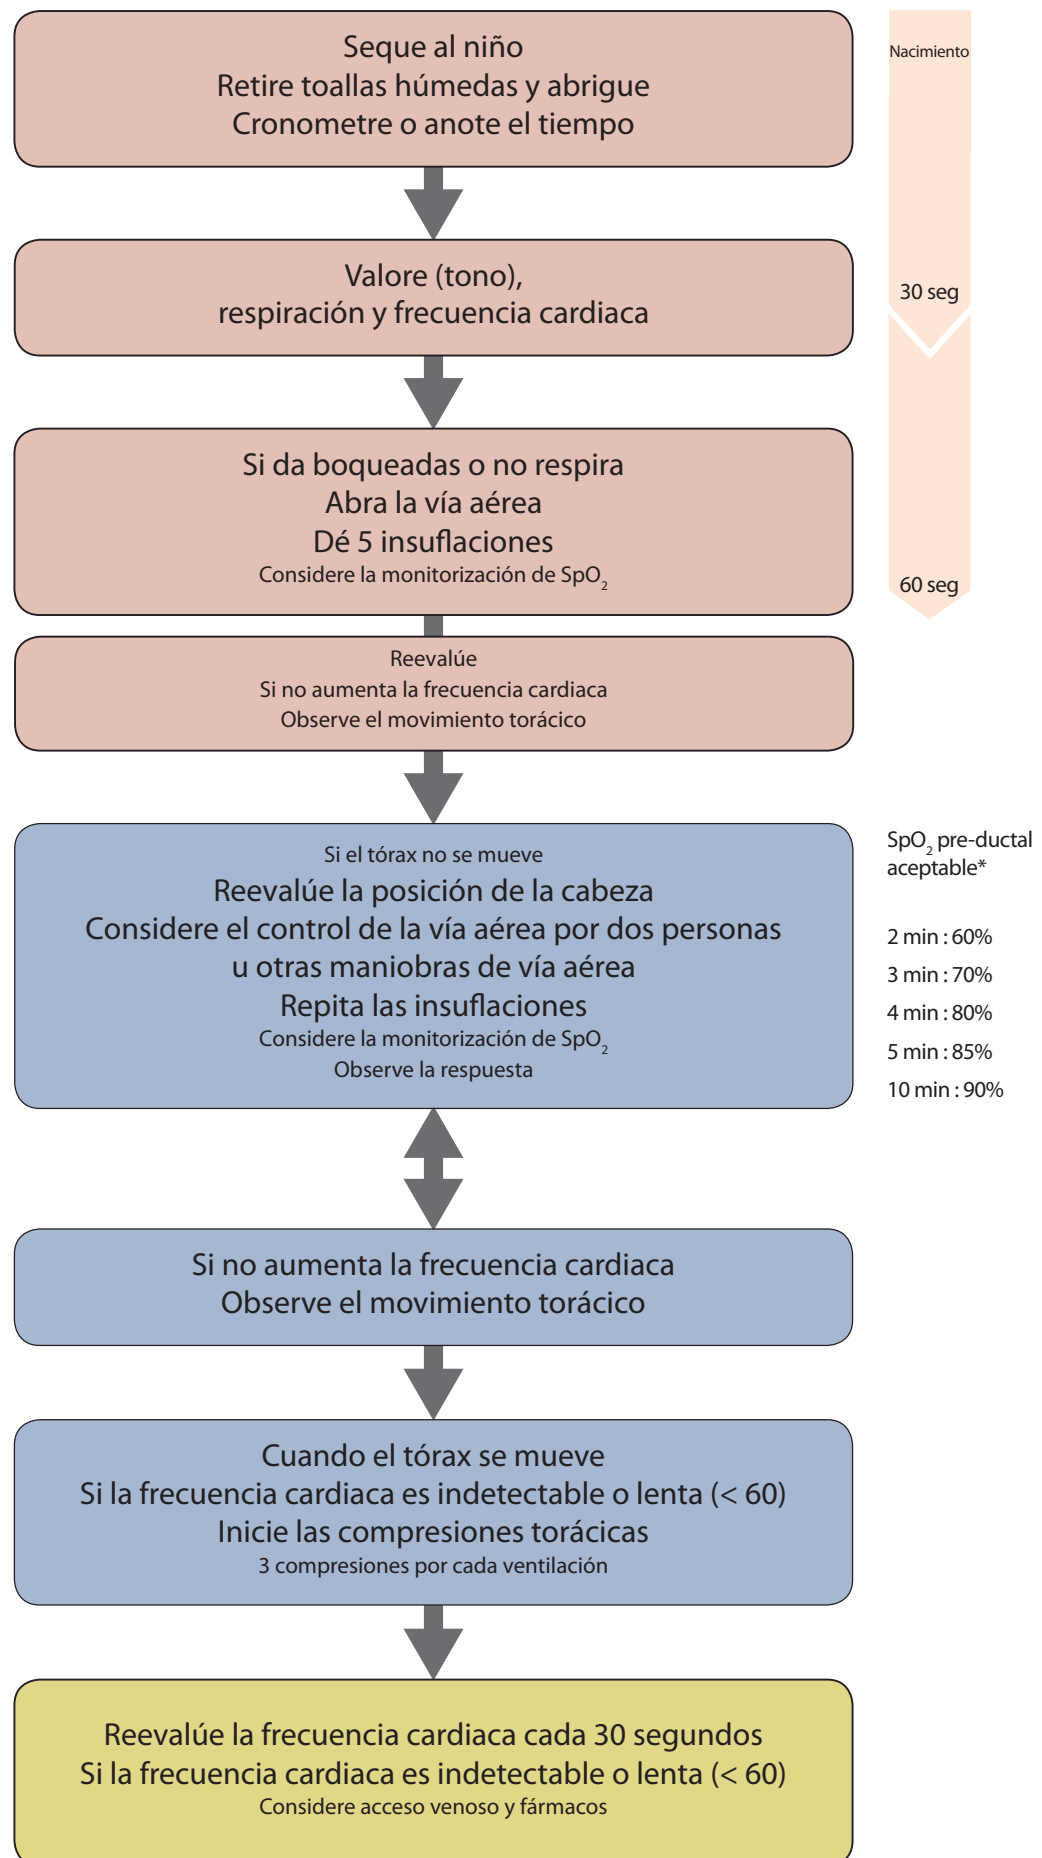 Seque al niño
Retire toallas húmedas y abrigue
Cronometre o anote el tiempo
Nacimiento
Valore (tono),
respiración y frecuencia cardiaca
30 seg
Si da boqueadas o no respira
Abra la vía aérea
Dé 5 insuflaciones
Considere la monitorización de SpO₂
60 seg
Reevalúe
Si no aumenta la frecuencia cardiaca
Observe el movimiento torácico
Si el tórax no se mueve
Reevalúe la posición de la cabeza
Considere el control de la vía aérea por dos personas
u otras maniobras de vía aérea
Repita las insuflaciones
Considere la monitorización de SpO₂
Observe la respuesta
SpO₂ pre-ductal
aceptable*
2 min : 60%
3 min : 70%
4 min : 80%
5 min : 85%
10 min : 90%
Si no aumenta la frecuencia cardiaca
Observe el movimiento torácico
Cuando el tórax se mueve
Si la frecuencia cardiaca es indetectable o lenta (< 60)
Inicie las compresiones torácicas
3 compresiones por cada ventilación
Reevalúe la frecuencia cardiaca cada 30 segundos
Si la frecuencia cardiaca es indetectable o lenta (< 60)
Considere acceso venoso y fármacos